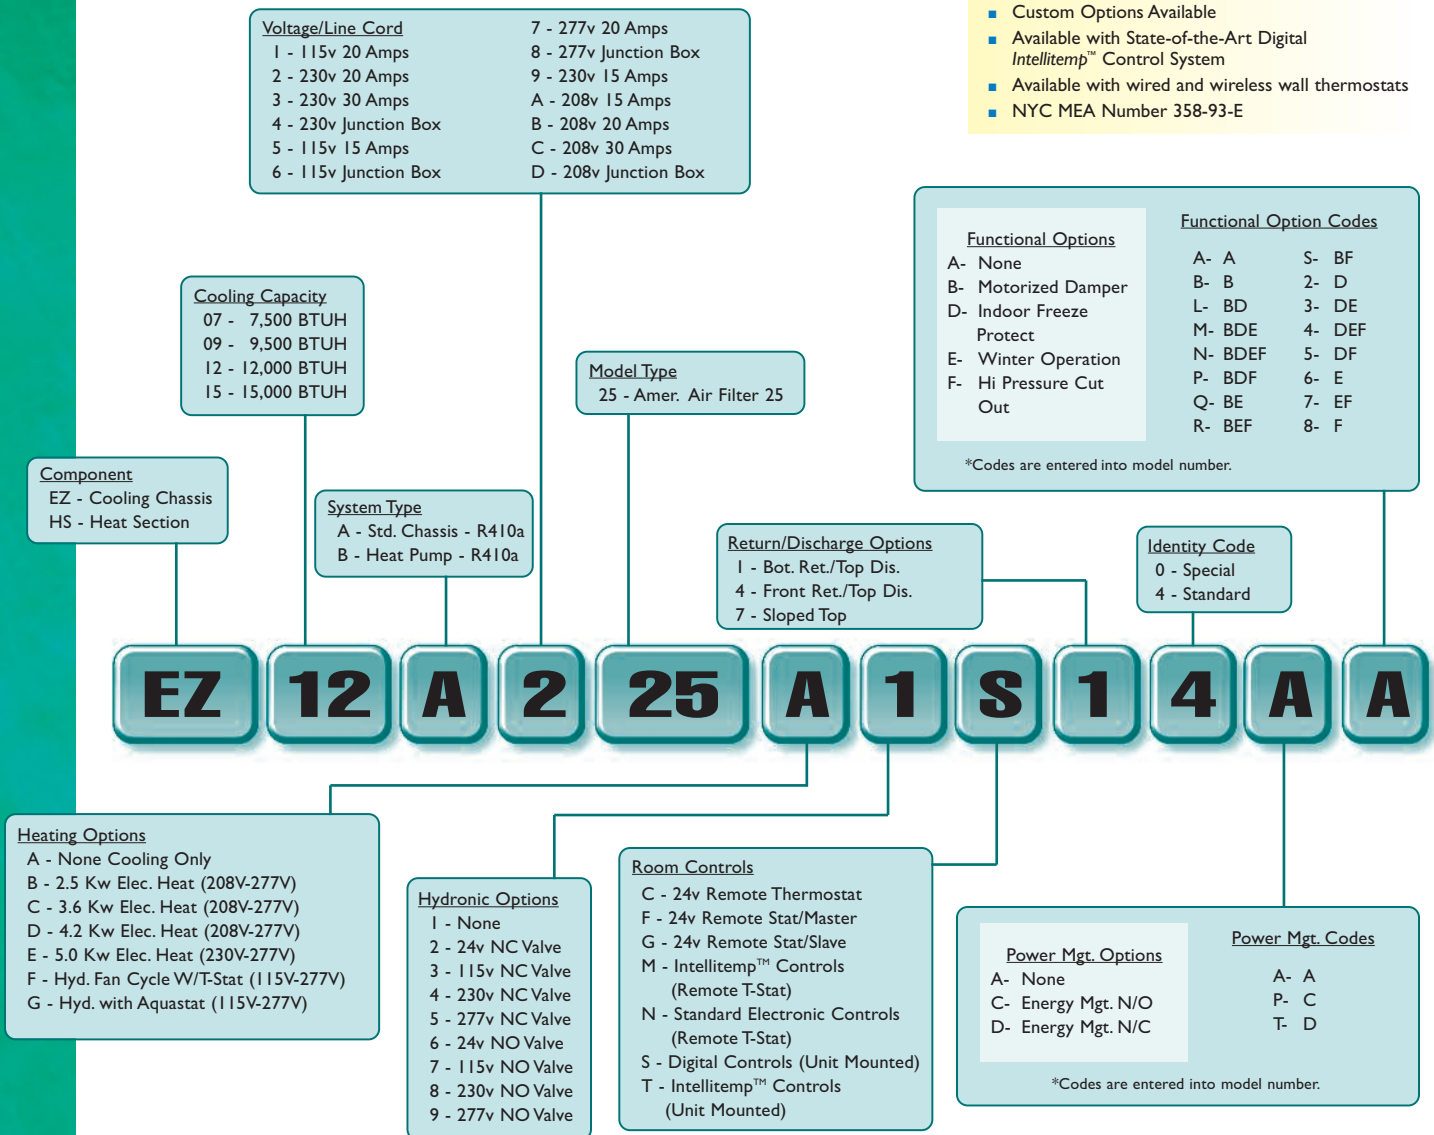 Voltage/Line Cord
1 - 115v 20 Amps
2 - 230v 20 Amps
3 - 230v 30 Amps
4 - 230v Junction Box
5 - 115v 15 Amps
6 - 115v Junction Box
7 - 277v 20 Amps
8 - 277v Junction Box
9 - 230v 15 Amps
A - 208v 15 Amps
B - 208v 20 Amps
C - 208v 30 Amps
D - 208v Junction Box
■ Custom Options Available
■ Available with State-of-the-Art Digital
Intellitemp™ Control System
■ Available with wired and wireless wall thermostats
■ NYC MEA Number 358-93-E
Functional Options
A- None
B- Motorized Damper
D- Indoor Freeze
Protect
E- Winter Operation
F- Hi Pressure Cut
Out
Functional Option Codes
A- A
B- B
L- BD
M- BDE
N- BDEF
P- BDF
Q- BE
R- BEF
S- BF
2- D
3- DE
4- DEF
5- DF
6- E
7- EF
8- F
*Codes are entered into model number.
Cooling Capacity
07 - 7,500 BTUH
09 - 9,500 BTUH
12 - 12,000 BTUH
15 - 15,000 BTUH
Model Type
25 - Amer. Air Filter 25
Component
EZ - Cooling Chassis
HS - Heat Section
System Type
A - Std. Chassis - R410a
B - Heat Pump - R410a
Return/Discharge Options
1 - Bot. Ret./Top Dis.
4 - Front Ret./Top Dis.
7 - Sloped Top
Identity Code
0 - Special
4 - Standard
EZ 12 A 2 25 A 1 S 1 4 A A
Heating Options
A - None Cooling Only
B - 2.5 Kw Elec. Heat (208V-277V)
C - 3.6 Kw Elec. Heat (208V-277V)
D - 4.2 Kw Elec. Heat (208V-277V)
E - 5.0 Kw Elec. Heat (230V-277V)
F - Hyd. Fan Cycle W/T-Stat (115V-277V)
G - Hyd. with Aquastat (115V-277V)
Hydronic Options
1 - None
2 - 24v NC Valve
3 - 115v NC Valve
4 - 230v NC Valve
5 - 277v NC Valve
6 - 24v NO Valve
7 - 115v NO Valve
8 - 230v NO Valve
9 - 277v NO Valve
Room Controls
C - 24v Remote Thermostat
F - 24v Remote Stat/Master
G - 24v Remote Stat/Slave
M - Intellitemp™ Controls
(Remote T-Stat)
N - Standard Electronic Controls
(Remote T-Stat)
S - Digital Controls (Unit Mounted)
T - Intellitemp™ Controls
(Unit Mounted)
Power Mgt. Options
A- None
C- Energy Mgt. N/O
D- Energy Mgt. N/C
Power Mgt. Codes
A- A
P- C
T- D
*Codes are entered into model number.